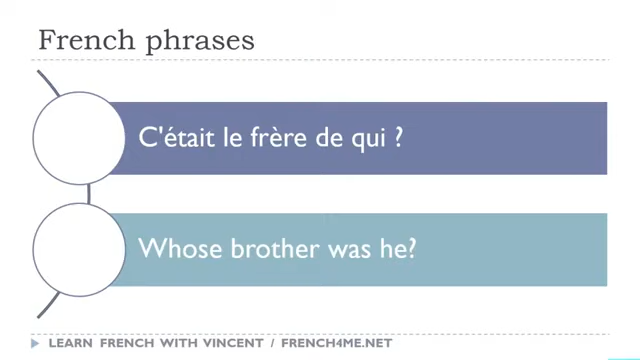 French phrases
C'était le frère de qui ?
Whose brother was he?
LEARN FRENCH WITH VINCENT / FRENCH4ME.NET